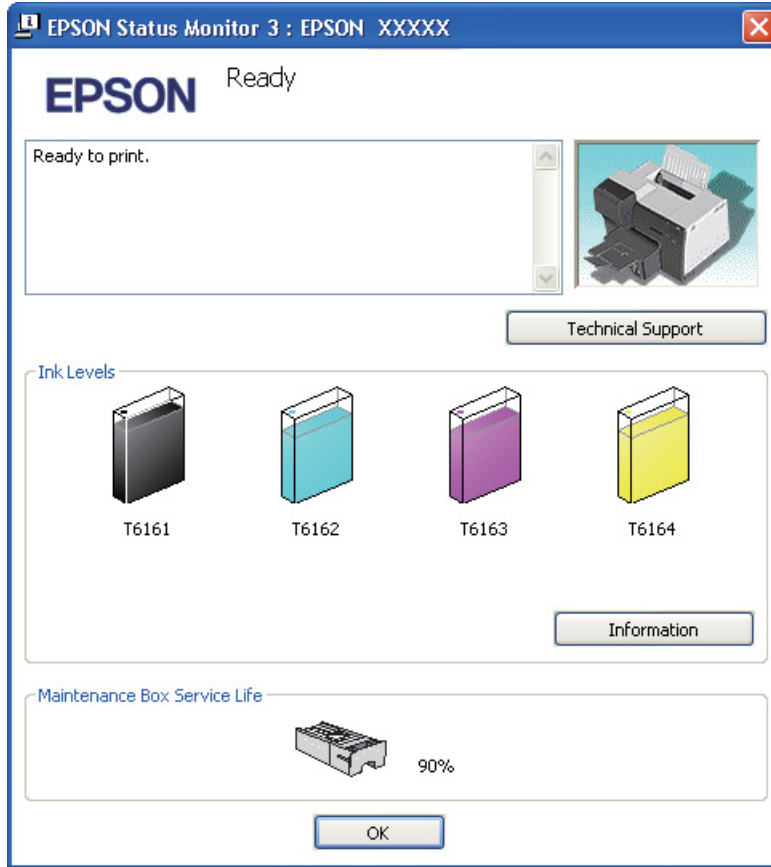 EPSON Status Monitor 3 : EPSON XXXXX
EPSON
Ready
Ready to print.
Technical Support
Ink Levels
T6161
T6162
T6163
T6164
Information
Maintenance Box Service Life
90%
OK